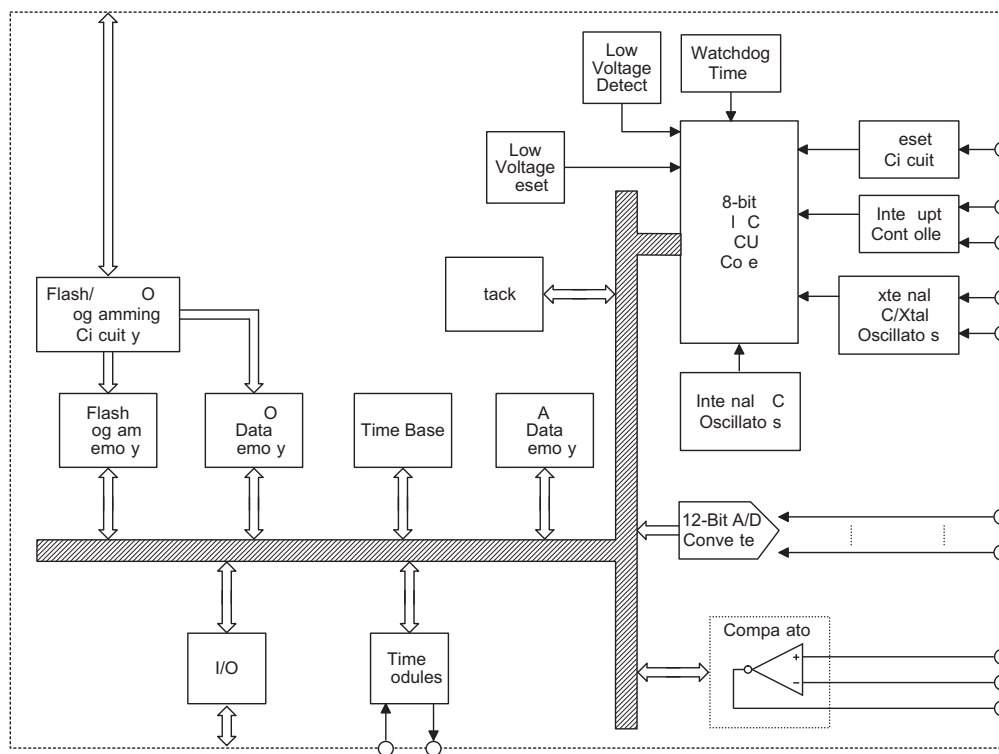 Low
Voltage
Detect
Watchdog
Time
Low
Voltage
eset
8-bit
I C
CU
Co e
eset
Ci cuit
Inte upt
Cont olle
xte nal
C/Xtal
Oscillato s
Inte nal C
Oscillato s
tack
Flash/ O
og amming
Ci cuit y
Flash
og am
emo y
O
Data
emo y
Time Base
A
Data
emo y
12-Bit A/D
Conve te
I/O
Time
odules
Compa ato
+
−